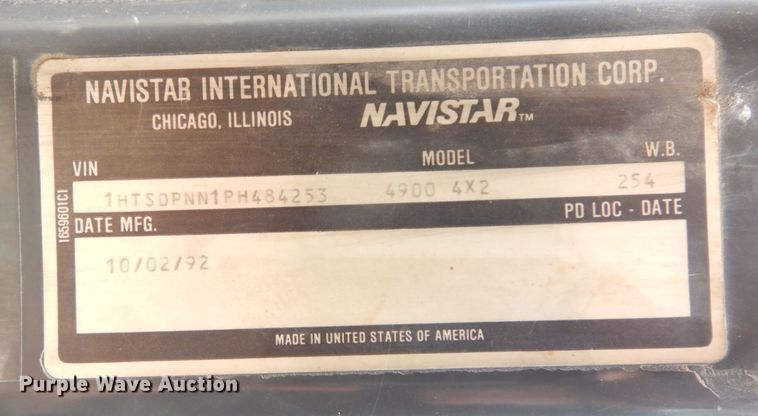 NAVISTAR INTERNATIONAL TRANSPORTATION CORP.
CHICAGO, ILLINOIS NAVISTAR™
VIN MODEL W.B.
1HTSDPNN1PH484253 4900 4X2 254
DATE MFG. PD LOC - DATE
10/02/92
MADE IN UNITED STATES OF AMERICA
1659601C1
Purple Wave Auction